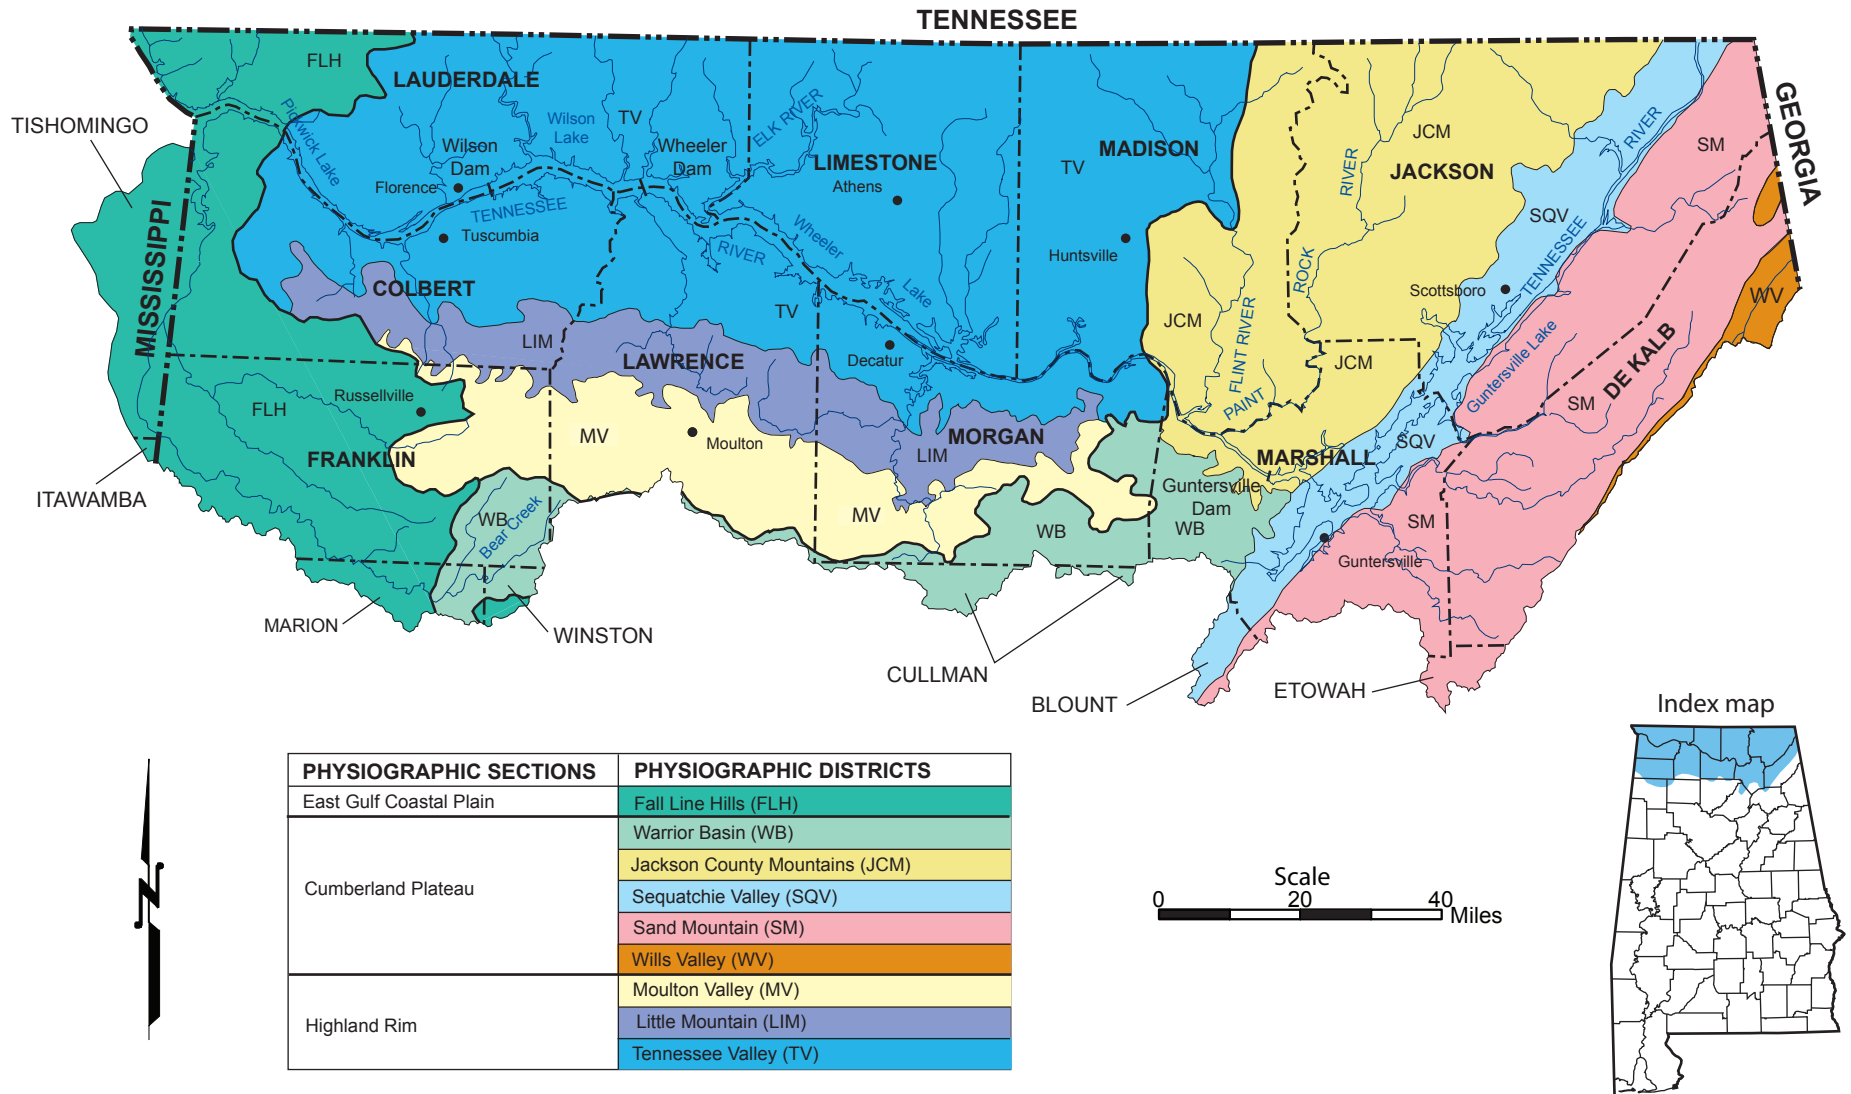 TENNESSEE
FLH
LAUDERDALE
TISHOMINGO
Pickwick Lake
Wilson
Dam
Wilson
Lake
TV
Wheeler
Dam
ELK RIVER
LIMESTONE
Athens
MADISON
TV
JCM
JACKSON
RIVER
SM
GEORGIA
Florence
TENNESSEE
Tuscumbia
RIVER
Wheeler
Lake
Huntsville
RIVER
ROCK
SQV
TENNESSEE
Scottsboro
MISSISSIPPI
COLBERT
LIM
TV
LAWRENCE
Decatur
JCM
FLINT RIVER
JCM
PAINT
Guntersville Lake
WV
DE KALB
SM
FLH
Russellville
MV
Moulton
LIM
MORGAN
MARSHALL
SQV
FRANKLIN
ITAWAMBA
WB
Bear Creek
MV
WB
Guntersville
Dam
WB
SM
Guntersville
MARION
WINSTON
CULLMAN
BLOUNT
ETOWAH
Index map
PHYSIOGRAPHIC SECTIONS PHYSIOGRAPHIC DISTRICTS
East Gulf Coastal Plain Fall Line Hills (FLH)
Cumberland Plateau
Warrior Basin (WB)
Jackson County Mountains (JCM)
Sequatchie Valley (SQV)
Sand Mountain (SM)
Wills Valley (WV)
Highland Rim
Moulton Valley (MV)
Little Mountain (LIM)
Tennessee Valley (TV)
N
Scale
0 20 40 Miles